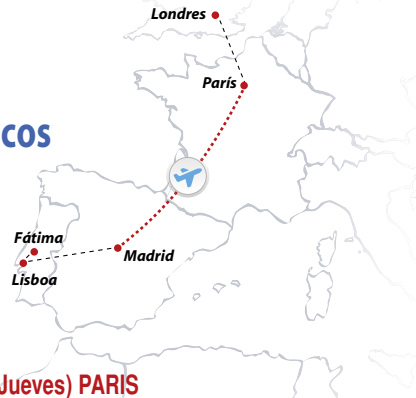 Londres
París
COS
Fátima
Madrid
Lisboa
Jueves) PARIS